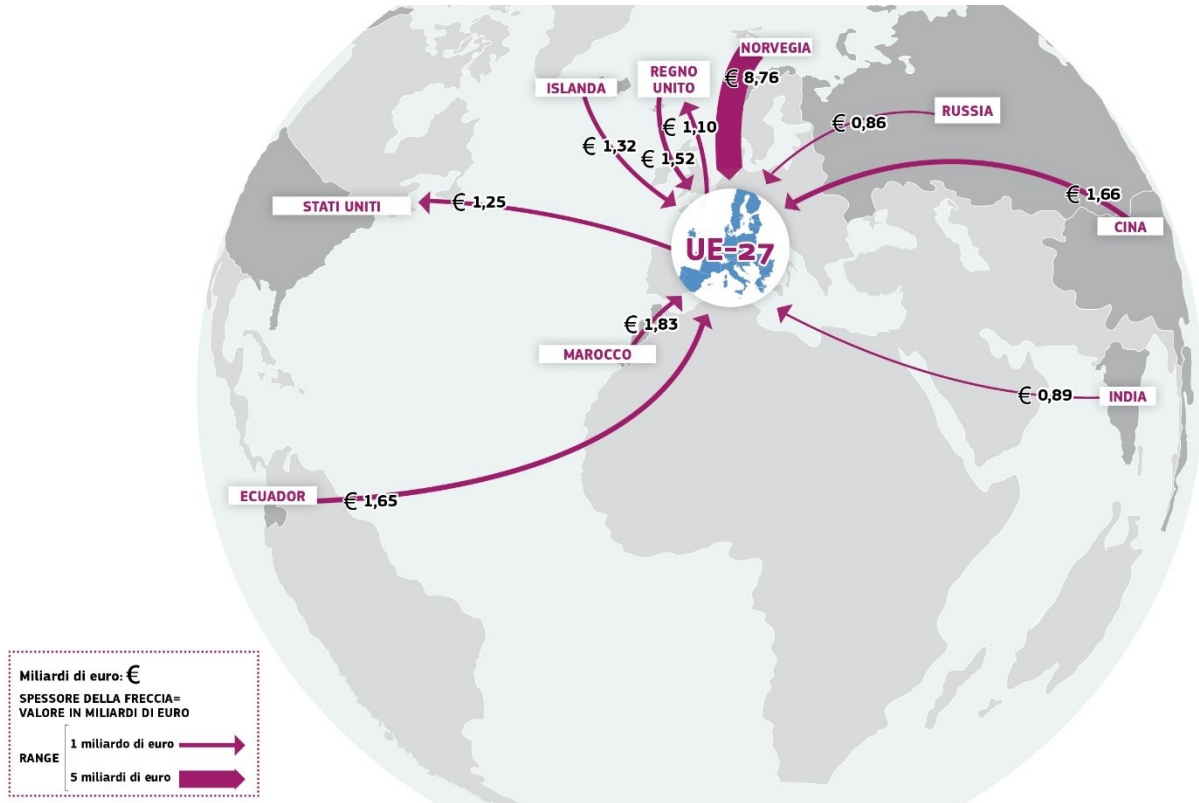 NORVEGIA
€ 8,76
REGNO
UNITO
ISLANDA
€ 1,10
€ 1,32
€ 1,52
RUSSIA
€ 0,86
STATI UNITI
€ 1,25
€ 1,66
CINA
UE-27
€ 1,83
MAROCCO
€ 0,89
INDIA
ECUADOR
€ 1,65
Miliardi di euro: €
SPESSORE DELLA FRECCIA=
VALORE IN MILIARDI DI EURO
RANGE
1 miliardo di euro
5 miliardi di euro